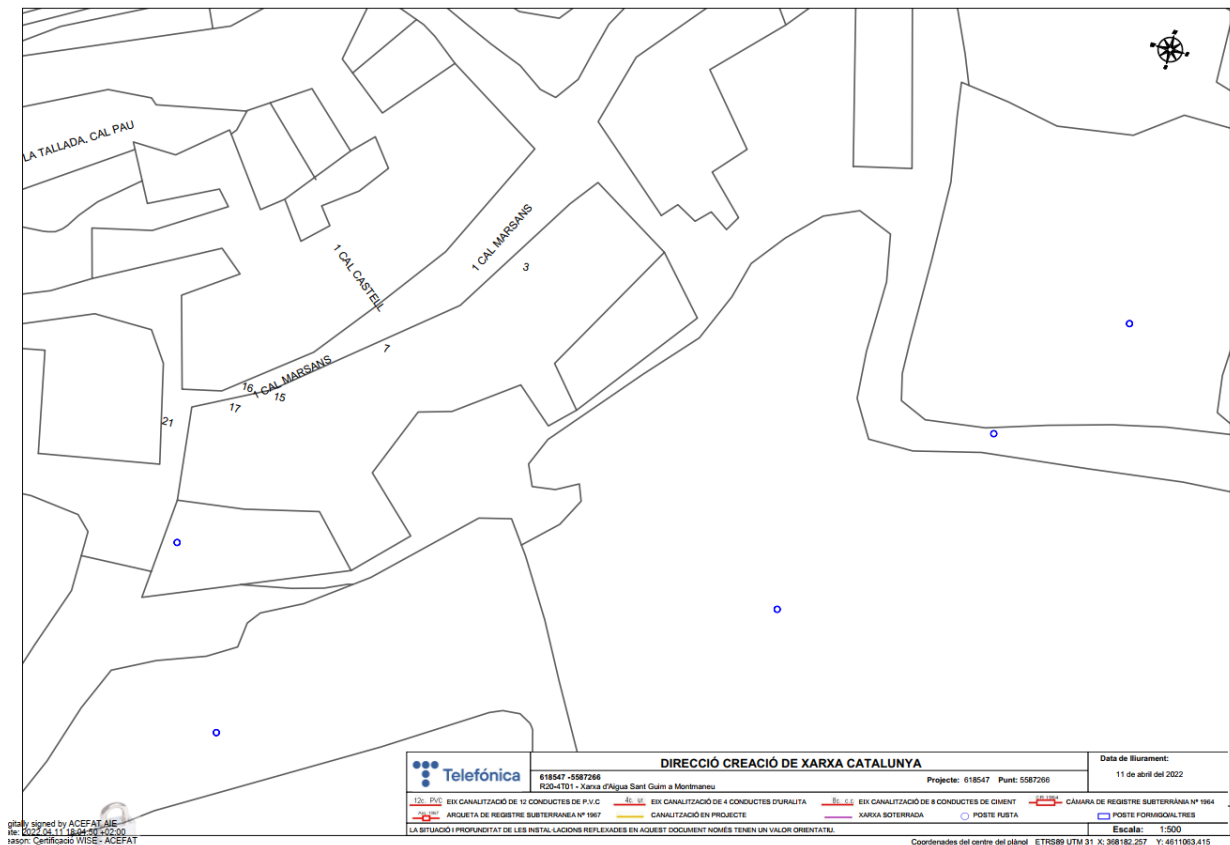 LA TALLADA, CAL PAU
1 CAL MARSANS
3
1 CAL CASTELL
7
1 CAL MARSANS
16
15
17
21
Telefónica
DIRECCIÓ CREACIÓ DE XARXA CATALUNYA
Data de lliurament:
618547 -5587266
Projecte: 618547 Punt: 5587266
11 de abril del 2022
R20-4T01 - Xarxa d'Aigua Sant Guim a Montmaneu
12c. PVC EIX CANALITZACIÓ DE 12 CONDUCTES DE P.V.C
4c. ur. EIX CANALITZACIÓ DE 4 CONDUCTES D'URALITA
8c. c.c EIX CANALITZACIÓ DE 8 CONDUCTES DE CIMENT
CÀMARA DE REGISTRE SUBTERRÀNIA Nº 1964
ARQUETA DE REGISTRE SUBTERRANEA Nº 1967
CANALITZACIÓ EN PROJECTE
XARXA SOTERRADA
POSTE FUSTA
POSTE FORMIGO/ALTRES
LA SITUACIÓ I PROFUNDITAT DE LES INSTAL·LACIONS REFLEXADES EN AQUEST DOCUMENT NOMÉS TENEN UN VALOR ORIENTATIU.
Escala: 1:500
gitally signed by ACEFAT AIE
te: 2022.04.11 18:04:50 +02:00
eason: Certificació WISE - ACEFAT
Coordenades del centre del plànol ETRS89 UTM 31 X: 368182.257 Y: 4611063.415